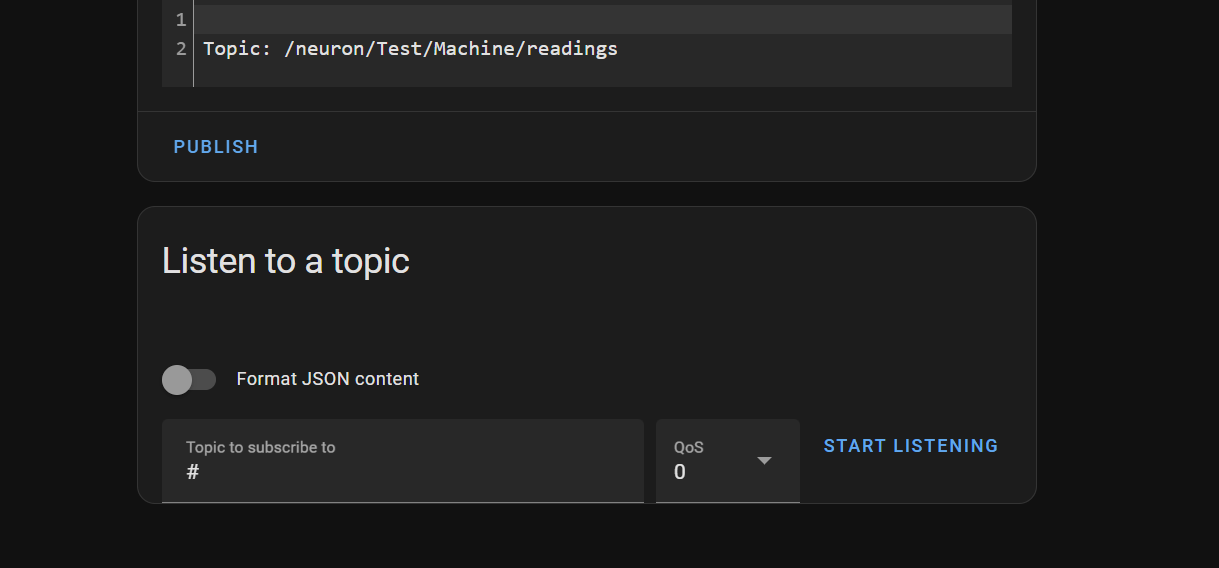 1
2 Topic: /neuron/Test/Machine/readings
PUBLISH
Listen to a topic
Format JSON content
Topic to subscribe to
#
QoS
0
START LISTENING